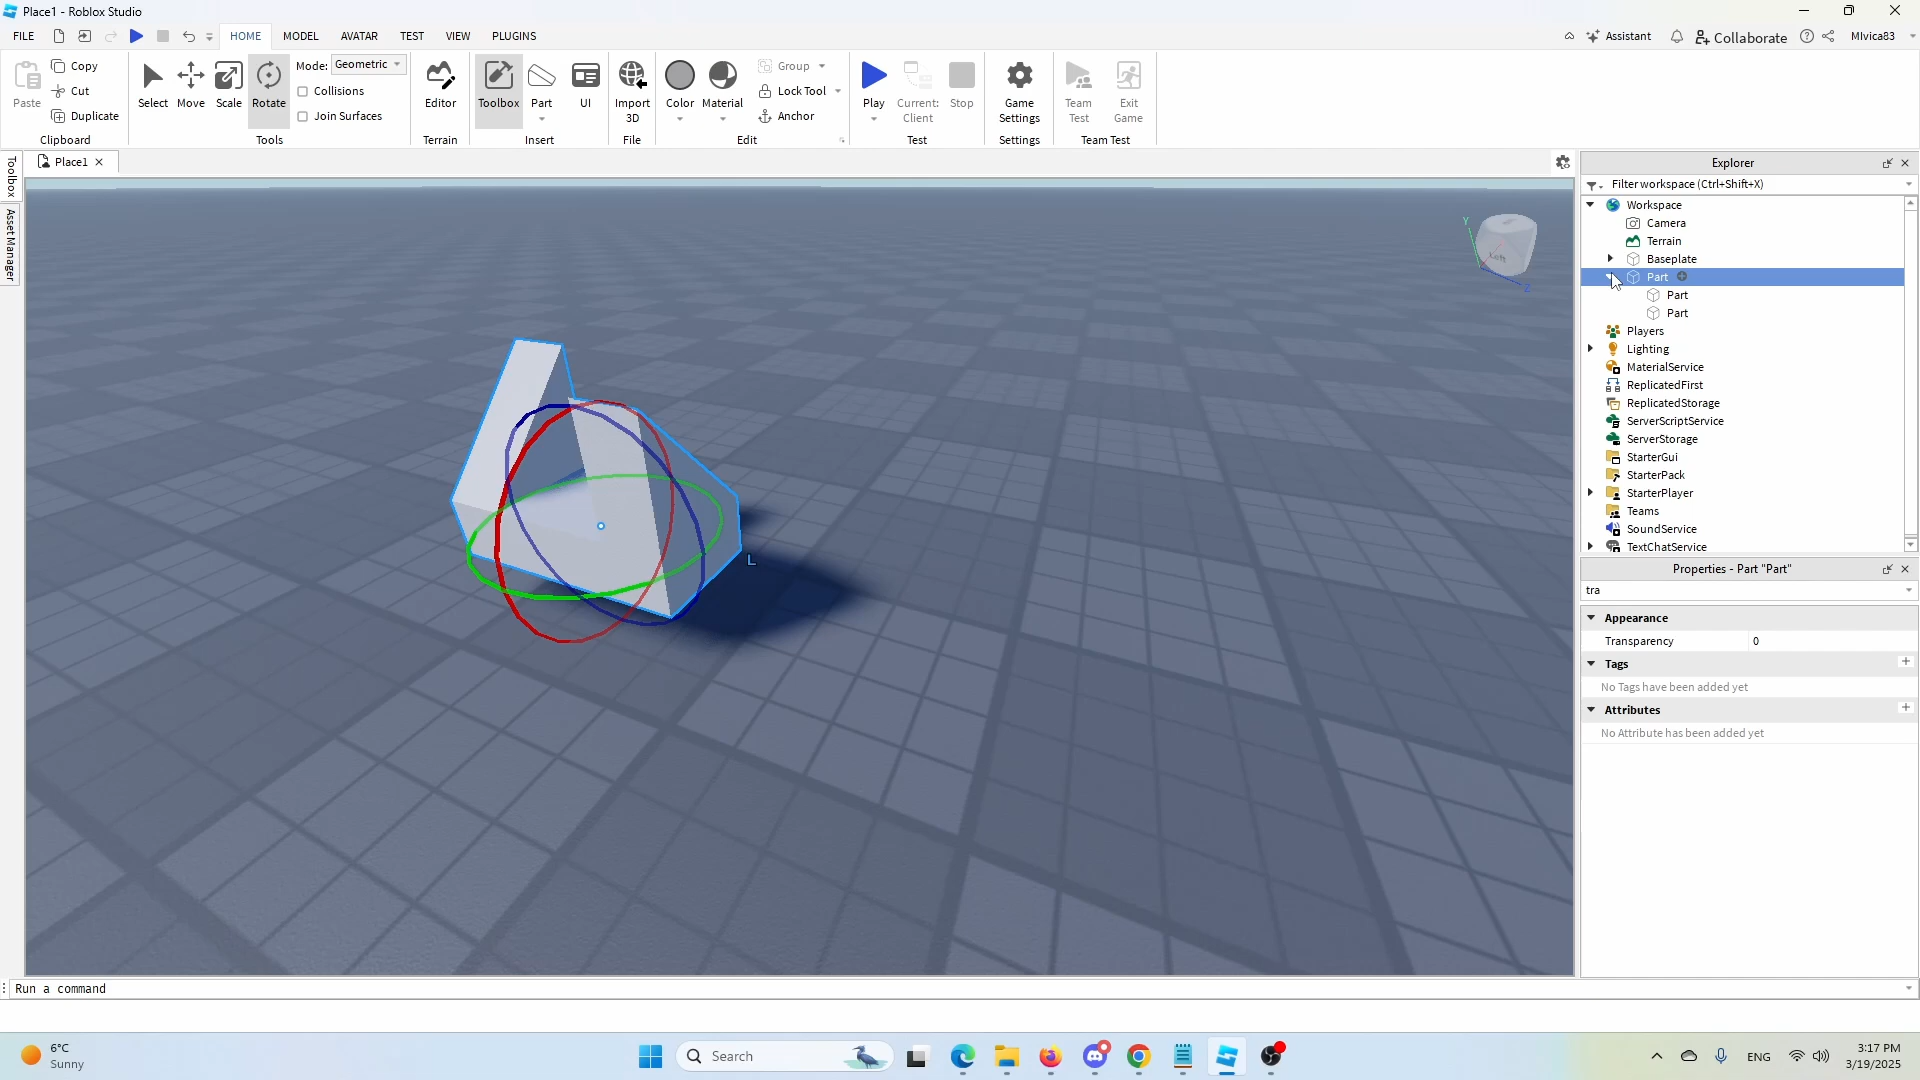 Place1 - Roblox Studio
FILE HOME MODEL AVATAR TEST VIEW PLUGINS Assistant Collaborate MIvica83
Paste Copy Cut Duplicate Clipboard
Select Move Scale Rotate Mode: Geometric Collisions Join Surfaces Tools
Editor Terrain
Toolbox Part UI Insert
Import 3D File
Color Material Group Lock Tool Anchor Edit
Play Current: Client Stop Test
Game Settings Settings
Team Test Exit Game Team Test
Place1
Toolbox
Asset Manager
Y
Left
Z
L
Explorer
Filter workspace (Ctrl+Shift+X)
Workspace
Camera
Terrain
Baseplate
Part
Part
Part
Players
Lighting
MaterialService
ReplicatedFirst
ReplicatedStorage
ServerScriptService
ServerStorage
StarterGui
StarterPack
StarterPlayer
Teams
SoundService
TextChatService
Properties - Part "Part"
tra
Appearance
Transparency 0
Tags
No Tags have been added yet
Attributes
No Attribute has been added yet
Run a command
6°C
Sunny
Search
ENG
3:17 PM
3/19/2025